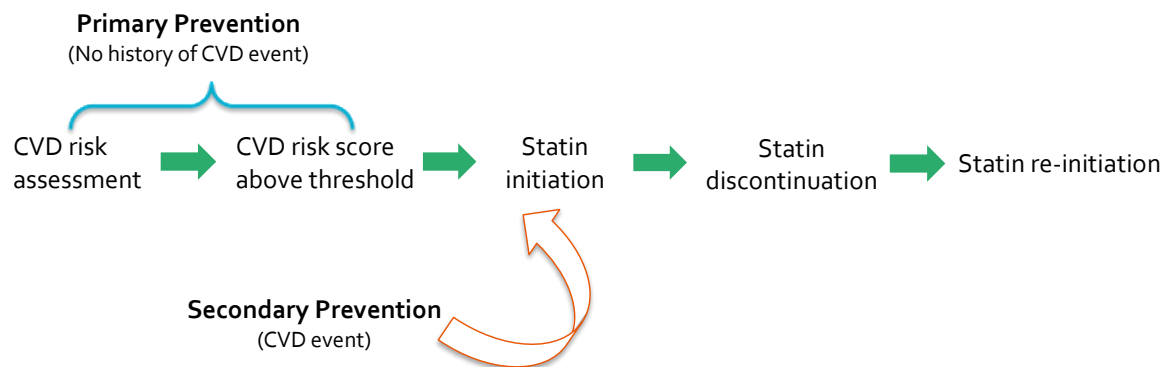 Primary Prevention
(No history of CVD event)
CVD risk
assessment
CVD risk score
above threshold
Statin
initiation
Statin
discontinuation
Statin re-initiation
Secondary Prevention
(CVD event)